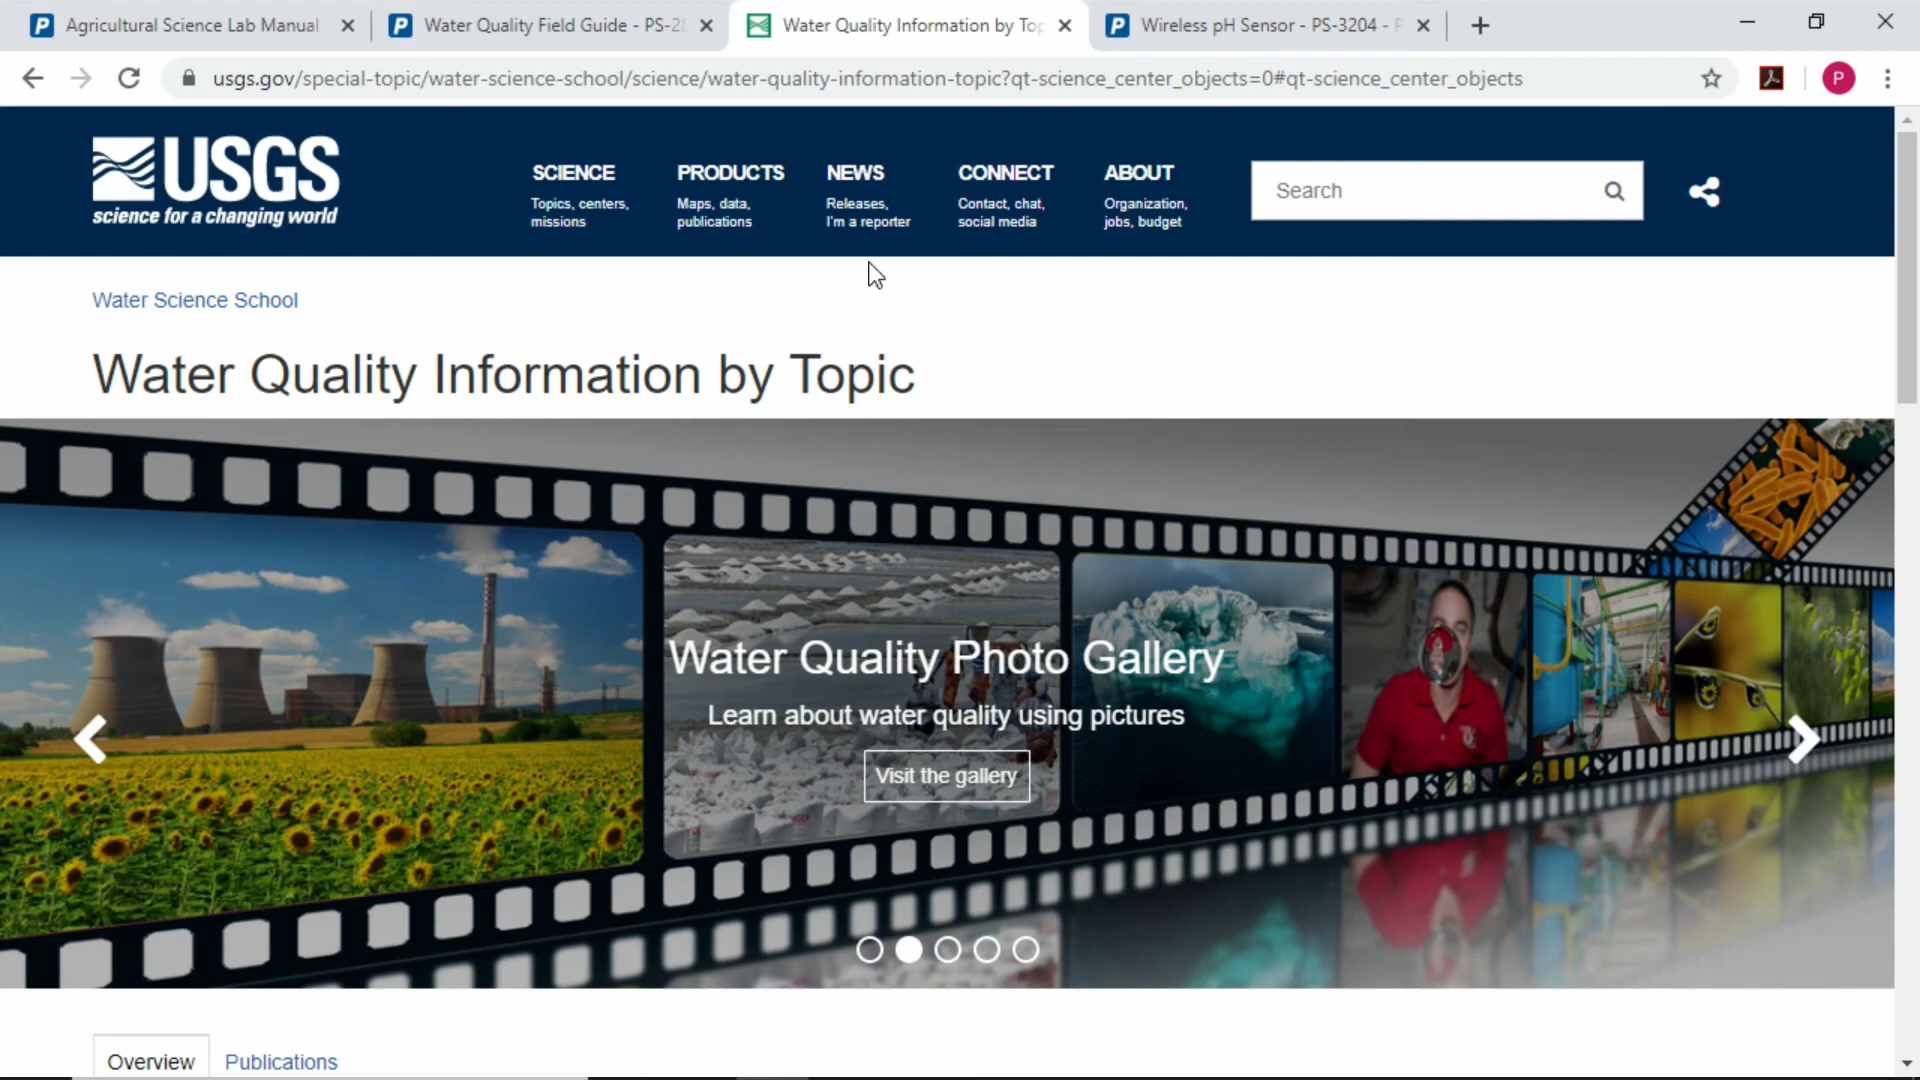 Agricultural Science Lab Manual
Water Quality Field Guide - PS-28
Water Quality Information by Top
Wireless pH Sensor - PS-3204 - P
usgs.gov/special-topic/water-science-school/science/water-quality-information-topic?qt-science_center_objects=0#qt-science_center_objects
P
USGS
science for a changing world
SCIENCE
Topics, centers,
missions
PRODUCTS
Maps, data,
publications
NEWS
Releases,
I'm a reporter
CONNECT
Contact, chat,
social media
ABOUT
Organization,
jobs, budget
Search
Water Science School
Water Quality Information by Topic
Water Quality Photo Gallery
Learn about water quality using pictures
Visit the gallery
Overview
Publications